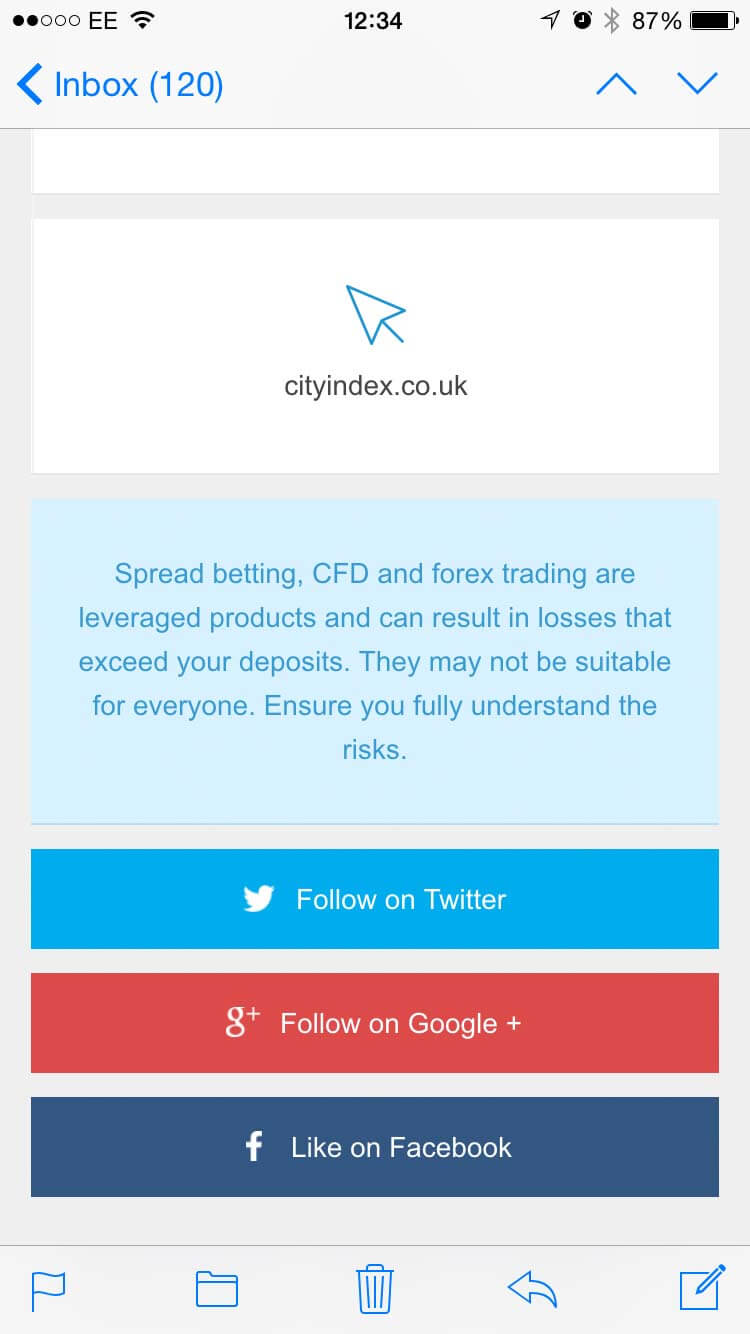 EE 12:34 87%
Inbox (120)
cityindex.co.uk
Spread betting, CFD and forex trading are
leveraged products and can result in losses that
exceed your deposits. They may not be suitable
for everyone. Ensure you fully understand the
risks.
Follow on Twitter
g+ Follow on Google +
f Like on Facebook